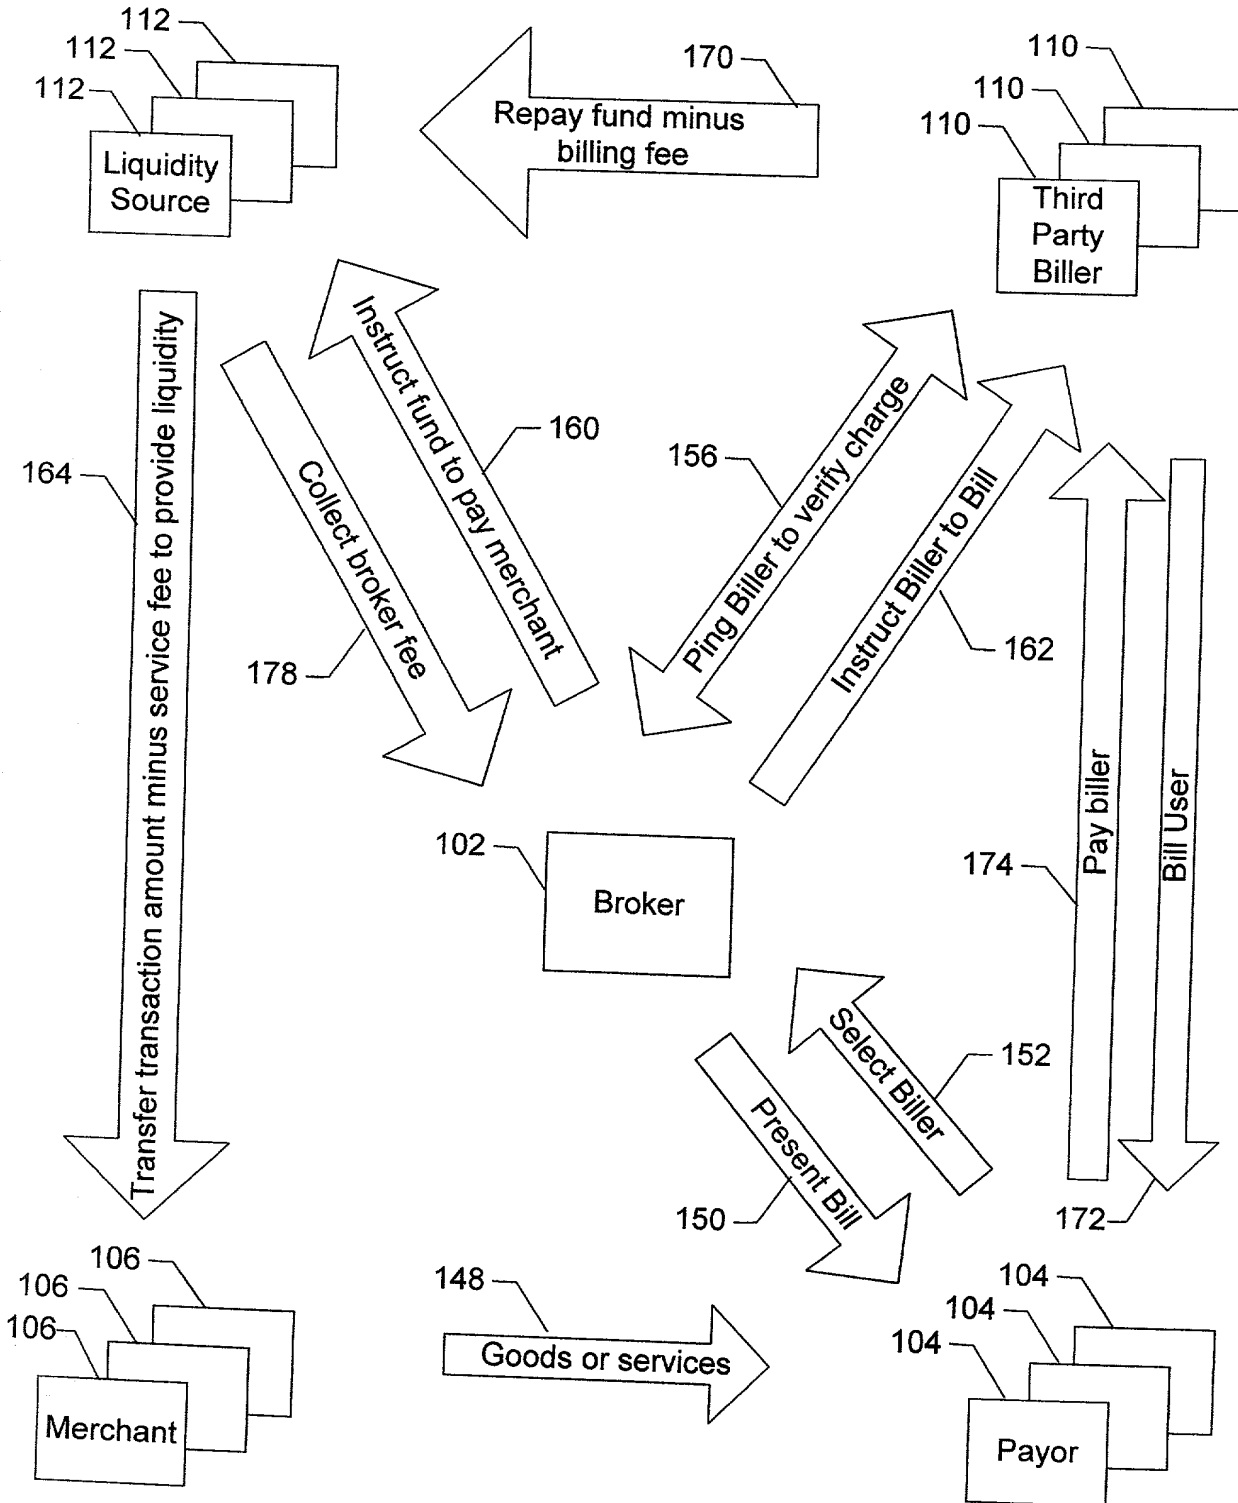 112
112
112
Liquidity
Source
170
Repay fund minus
billing fee
110
110
110
Third
Party
Biller
164
Transfer transaction amount minus service fee to provide liquidity
Collect broker fee
178
Instruct fund to pay merchant
160
156
Ping Biller to verify charge
Instruct Biller to Bill
162
174
Pay biller
Bill User
172
102
Broker
Select Biller
152
Present Bill
150
106
106
106
Merchant
148
Goods or services
104
104
104
Payor